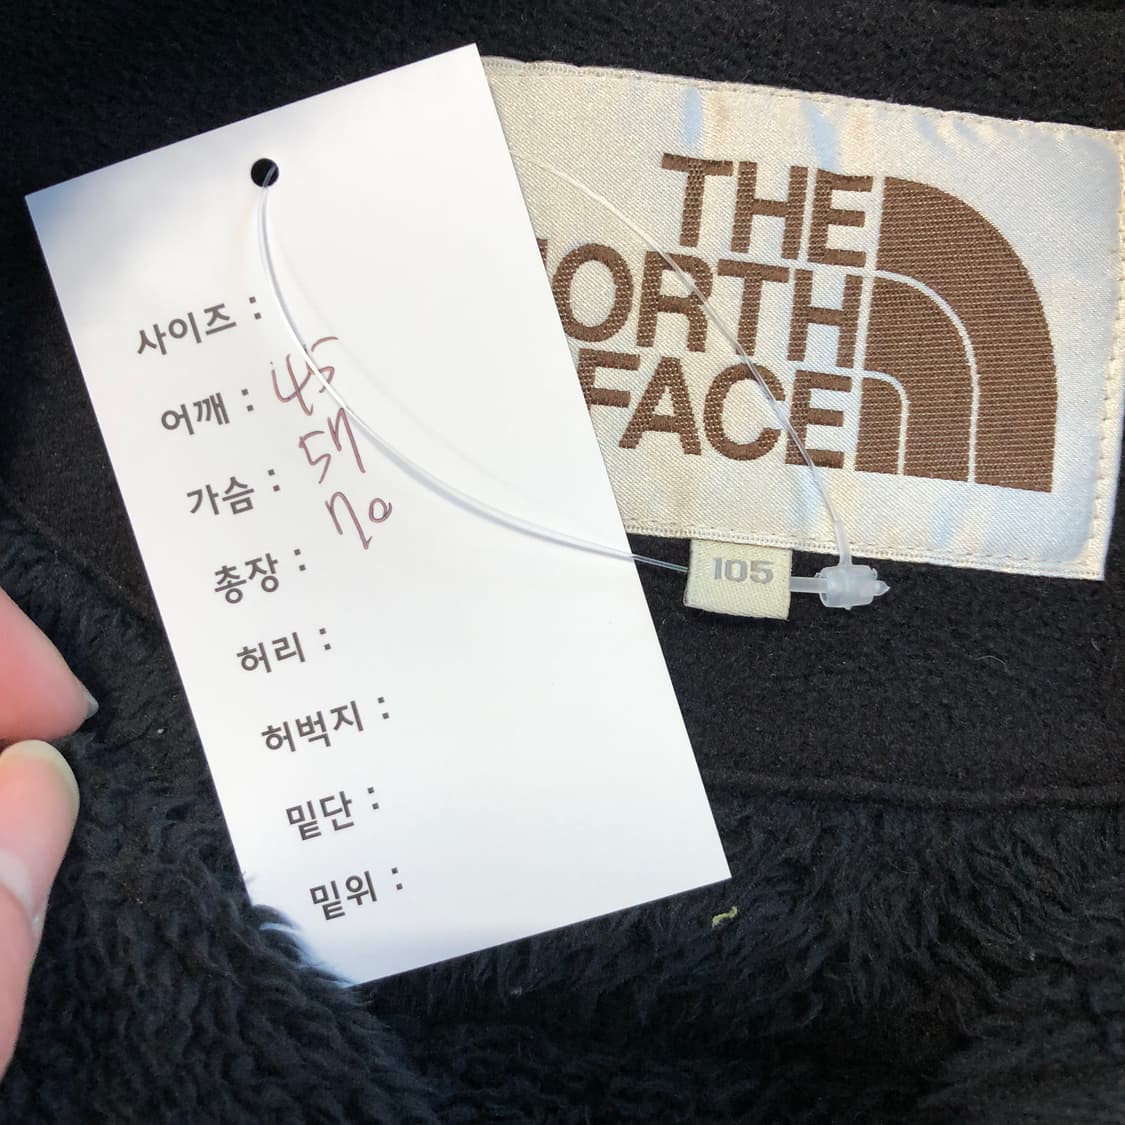 사이즈 :
어깨 : 45
가슴 : 57
총장 : 70
허리 :
허벅지 :
밑단 :
밑위 :
THE
ORTH
FACE
105